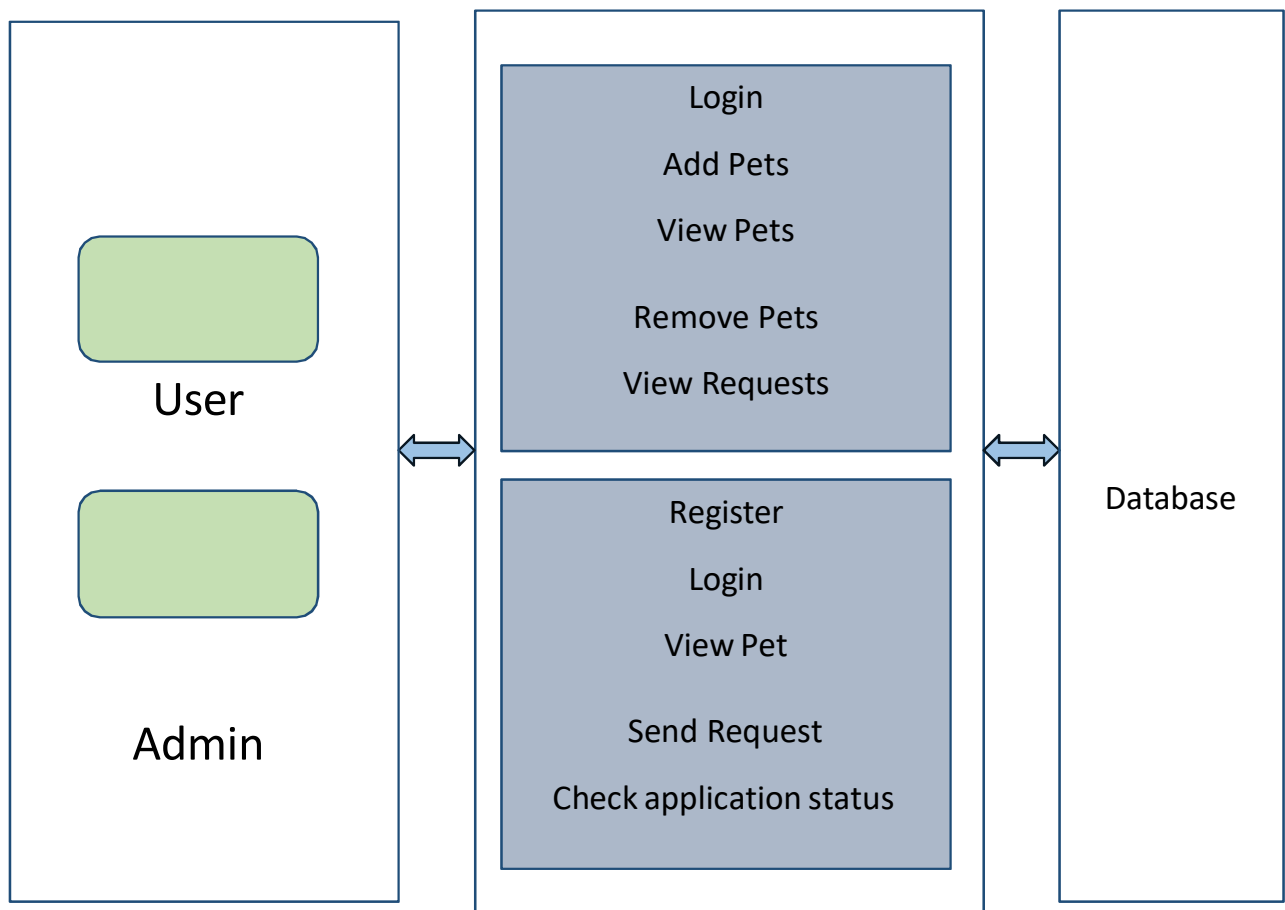 User
Admin
Login
Add Pets
View Pets
Remove Pets
View Requests
Register
Login
View Pet
Send Request
Check application status
Database